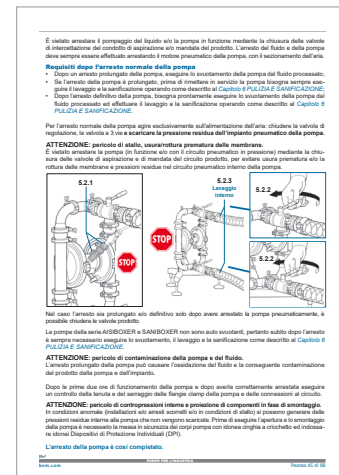 È vietato arrestare il pompaggio del liquido e/o la pompa in funzione mediante la chiusura delle valvole
di intercettazione del condotto di aspirazione e/o mandata del prodotto. L'arresto del fluido e della pompa
deve sempre essere effettuato arrestando il motore pneumatico della pompa, con il sezionamento dell'aria.
Requisiti dopo l'arresto normale della pompa
• Dopo un arresto prolungato della pompa, eseguire lo svuotamento della pompa dal fluido processato;
• Se l'arresto della pompa è prolungato, prima di rimettere in servizio la pompa bisogna sempre ese-
guire il lavaggio e la sanificazione operando come descritto al Capitolo 6 PULIZIA E SANIFICAZIONE;
• Dopo l'arresto definitivo della pompa, bisogna prontamente eseguire lo svuotamento della pompa dal
fluido processato ed effettuare il lavaggio e la sanificazione operando come descritto al Capitolo 6
PULIZIA E SANIFICAZIONE.
Per l'arresto normale della pompa agire esclusivamente sull'alimentazione dell'aria: chiudere la valvola di
regolazione, la valvola a 3 vie e scaricare la pressione residua dell'impianto pneumatico della pompa.
ATTENZIONE: pericolo di stallo, usura/rottura prematura delle membrane.
È vietato arrestare la pompa (in funzione e/o con il circuito pneumatico in pressione) mediante la chiu-
sura delle valvole di aspirazione e di mandata del circuito prodotto, per evitare usura prematura e/o la
rottura delle membrane e pressioni residue nel circuito pneumatico interno della pompa.
5.2.1
STOP
5.2.3
Lavaggio
interno
STOP
5.2.2
5.2.2
Nel caso l'arresto sia prolungato e/o definitivo solo dopo avere arrestato la pompa pneumaticamente, è
possibile chiudere le valvole prodotto.
Le pompe della serie AISIBOXER e SANIBOXER non sono auto svuotanti, pertanto subito dopo l'arresto
è sempre necessario eseguire lo svuotamento, il lavaggio e la sanificazione come descritto al Capitolo 6
PULIZIA E SANIFICAZIONE.
ATTENZIONE: pericolo di contaminazione della pompa e del fluido.
L'arresto prolungato della pompa può causare l'ossidazione del fluido e la conseguente contaminazione
del prodotto della pompa e dell'impianto.
Dopo le prime due ore di funzionamento della pompa e dopo averla correttamente arrestata eseguire
un controllo della tenuta e del serraggio delle flange clamp della pompa e delle connessioni al circuito.
ATTENZIONE: pericolo di contropressioni interne e proiezione di componenti in fase di smontaggio.
In condizioni anomale (installazioni e/o arresti scorretti e/o in condizioni di stallo) si possono generare delle
pressioni residue interne alla pompa che non vengono scaricate. Prima di eseguire l'apertura e/o lo smontaggio
della pompa è necessario la messa in sicurezza dei corpi pompa con idonea cinghia a cricchetto ed indossa-
re idonei Dispositivi di Protezione Individuali (DPI).
L'arresto della pompa è così completato.
POMPE PER L'INDUSTRIA
Pagina 45 di 88